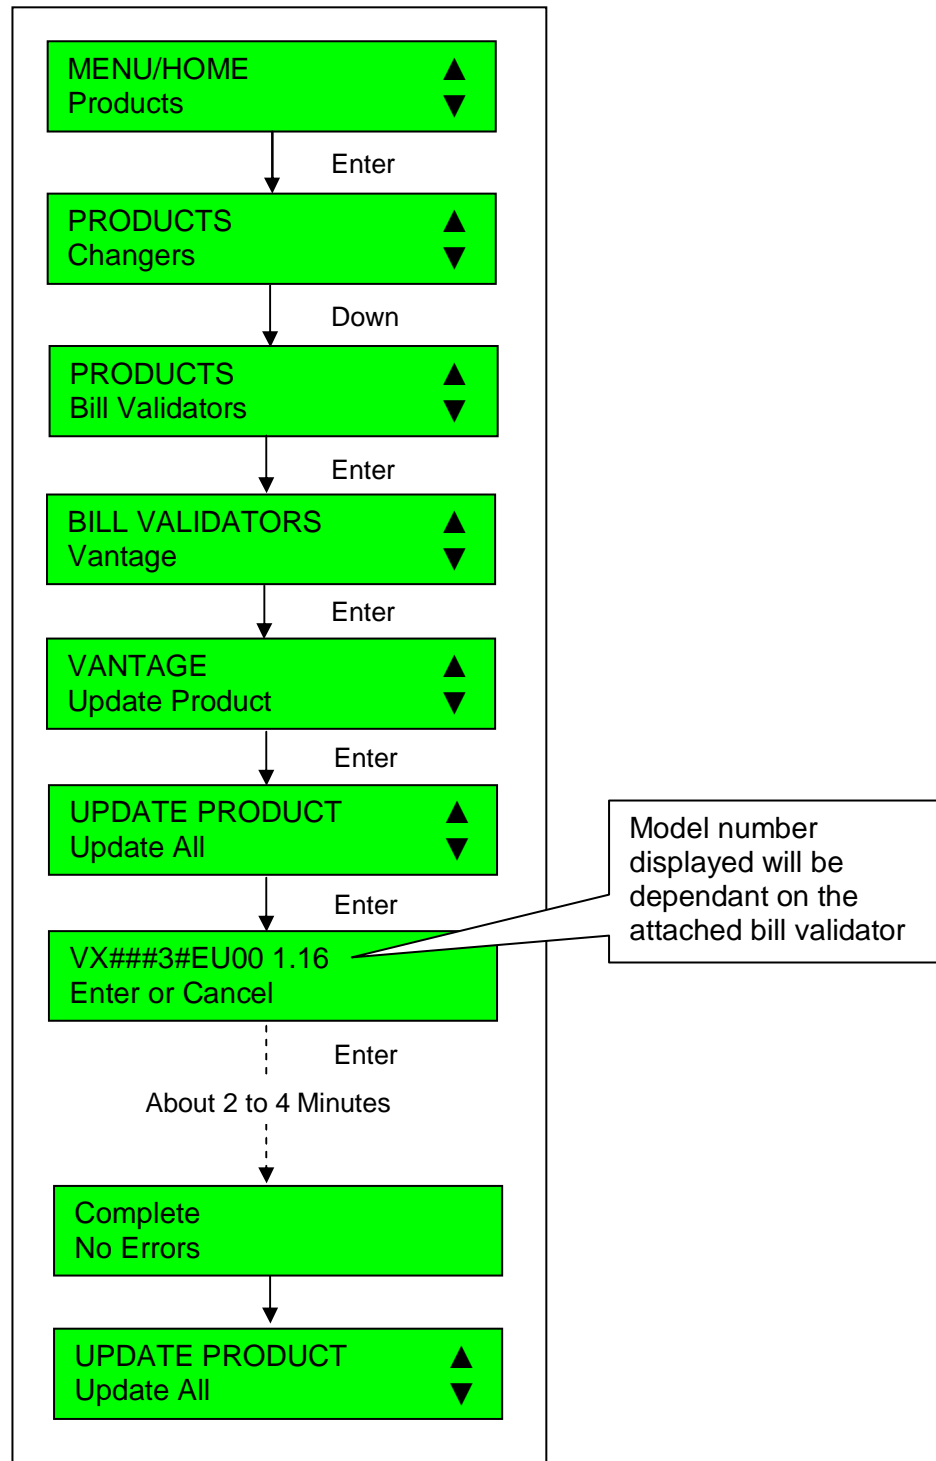 MENU/HOME ▲
Products ▼
Enter
PRODUCTS ▲
Changers ▼
Down
PRODUCTS ▲
Bill Validators ▼
Enter
BILL VALIDATORS ▲
Vantage ▼
Enter
VANTAGE ▲
Update Product ▼
Enter
UPDATE PRODUCT ▲
Update All ▼
Model number
displayed will be
dependant on the
attached bill validator
Enter
VX###3#EU00 1.16
Enter or Cancel
Enter
About 2 to 4 Minutes
Complete
No Errors
UPDATE PRODUCT ▲
Update All ▼